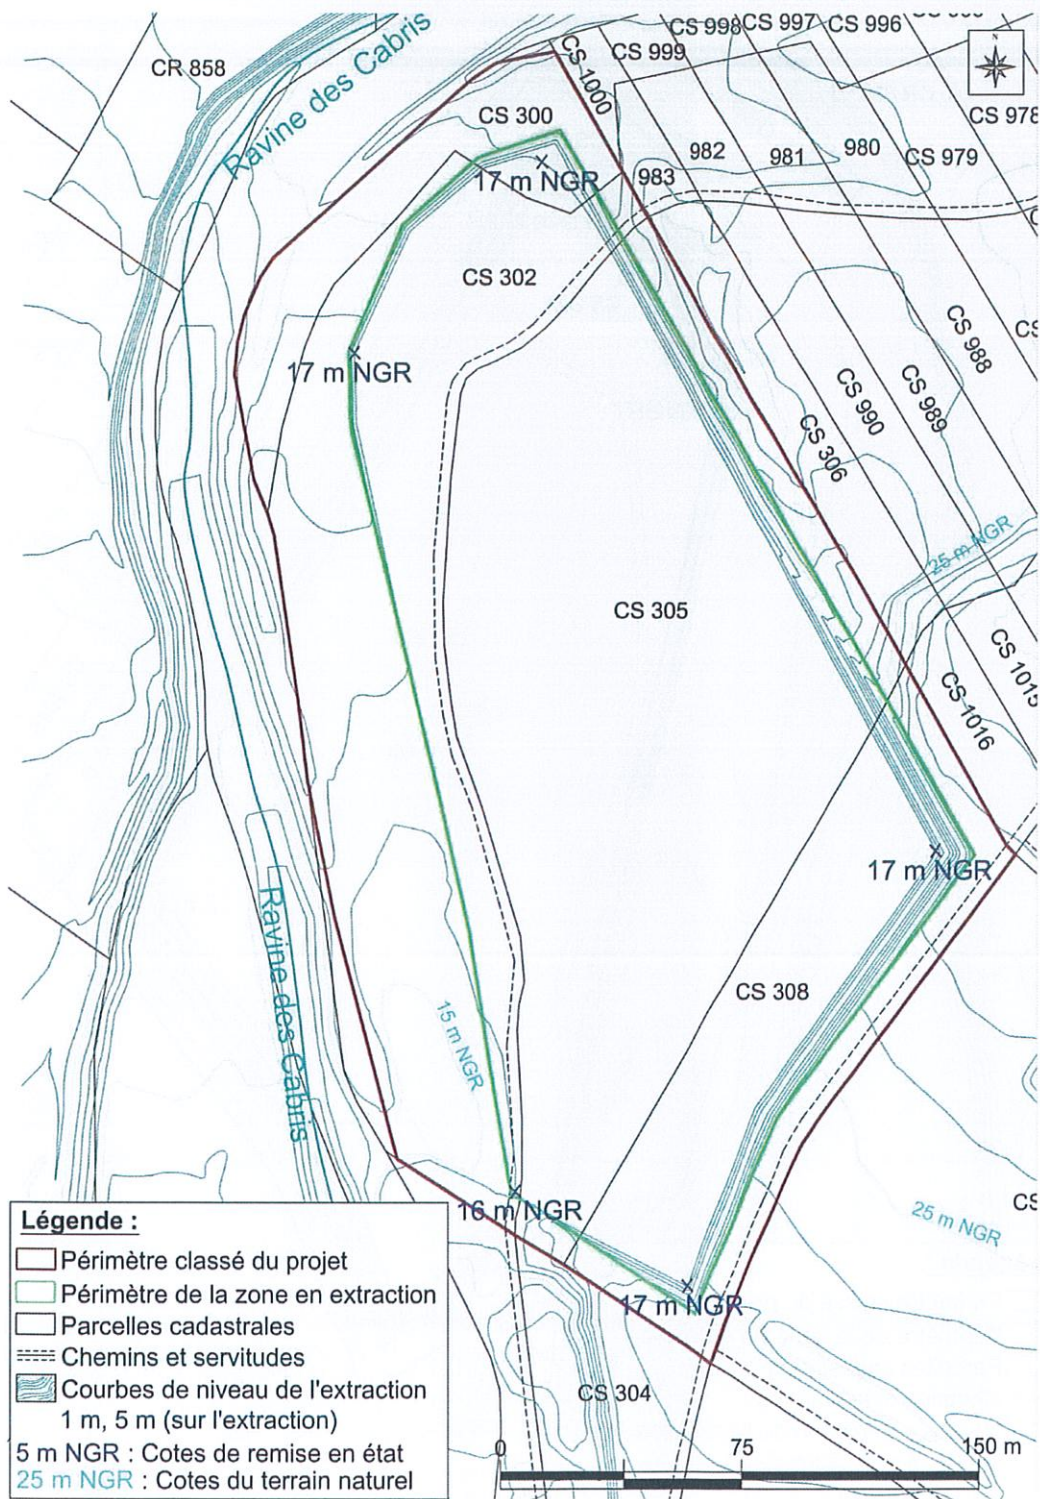 CS 998
CS 997
CS 996
CR 858
Ravine des Cabris
CS 999
CS 1000
N
CS 978
CS 300
982
981
980
CS 979
983
17 m NGR
CS 302
CS 988
17 m NGR
CS 990
CS 989
CS 306
25 m NGR
CS 305
CS 1015
CS 1016
17 m NGR
Ravine des Cabris
CS 308
15 m NGR
CS
16 m NGR
25 m NGR
17 m NGR
CS 304
Légende :
Périmètre classé du projet
Périmètre de la zone en extraction
Parcelles cadastrales
Chemins et servitudes
Courbes de niveau de l'extraction
1 m, 5 m (sur l'extraction)
5 m NGR : Cotes de remise en état
25 m NGR : Cotes du terrain naturel
0 75 150 m